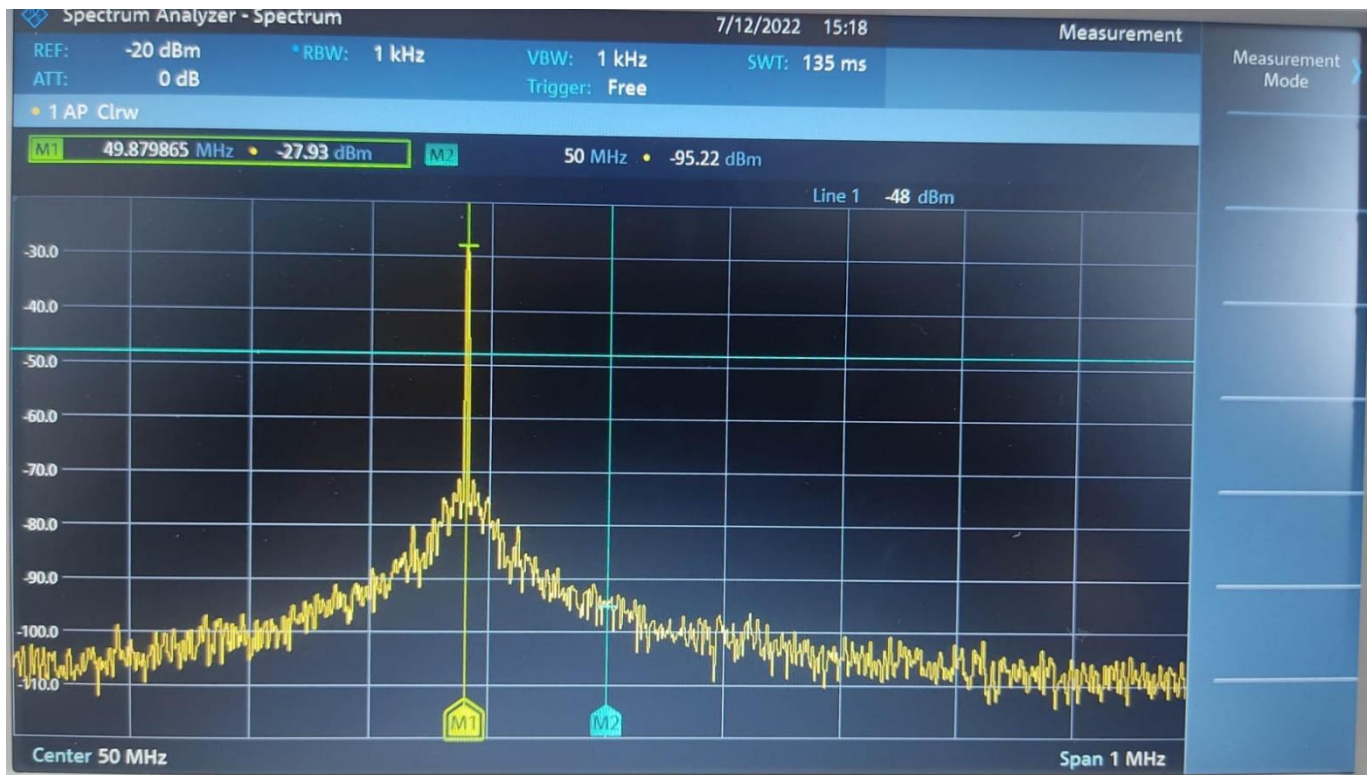 Spectrum Analyzer - Spectrum 7/12/2022 15:18 Measurement
REF: -20 dBm • RBW: 1 kHz VBW: 1 kHz SWT: 135 ms
ATT: 0 dB Trigger: Free
Measurement
Mode
• 1 AP Clrw
M1 49.879865 MHz • -27.93 dBm M2 50 MHz • -95.22 dBm
Line 1 -48 dBm
-30.0
-40.0
-50.0
-60.0
-70.0
-80.0
-90.0
-100.0
-110.0
M1 M2
Center 50 MHz Span 1 MHz